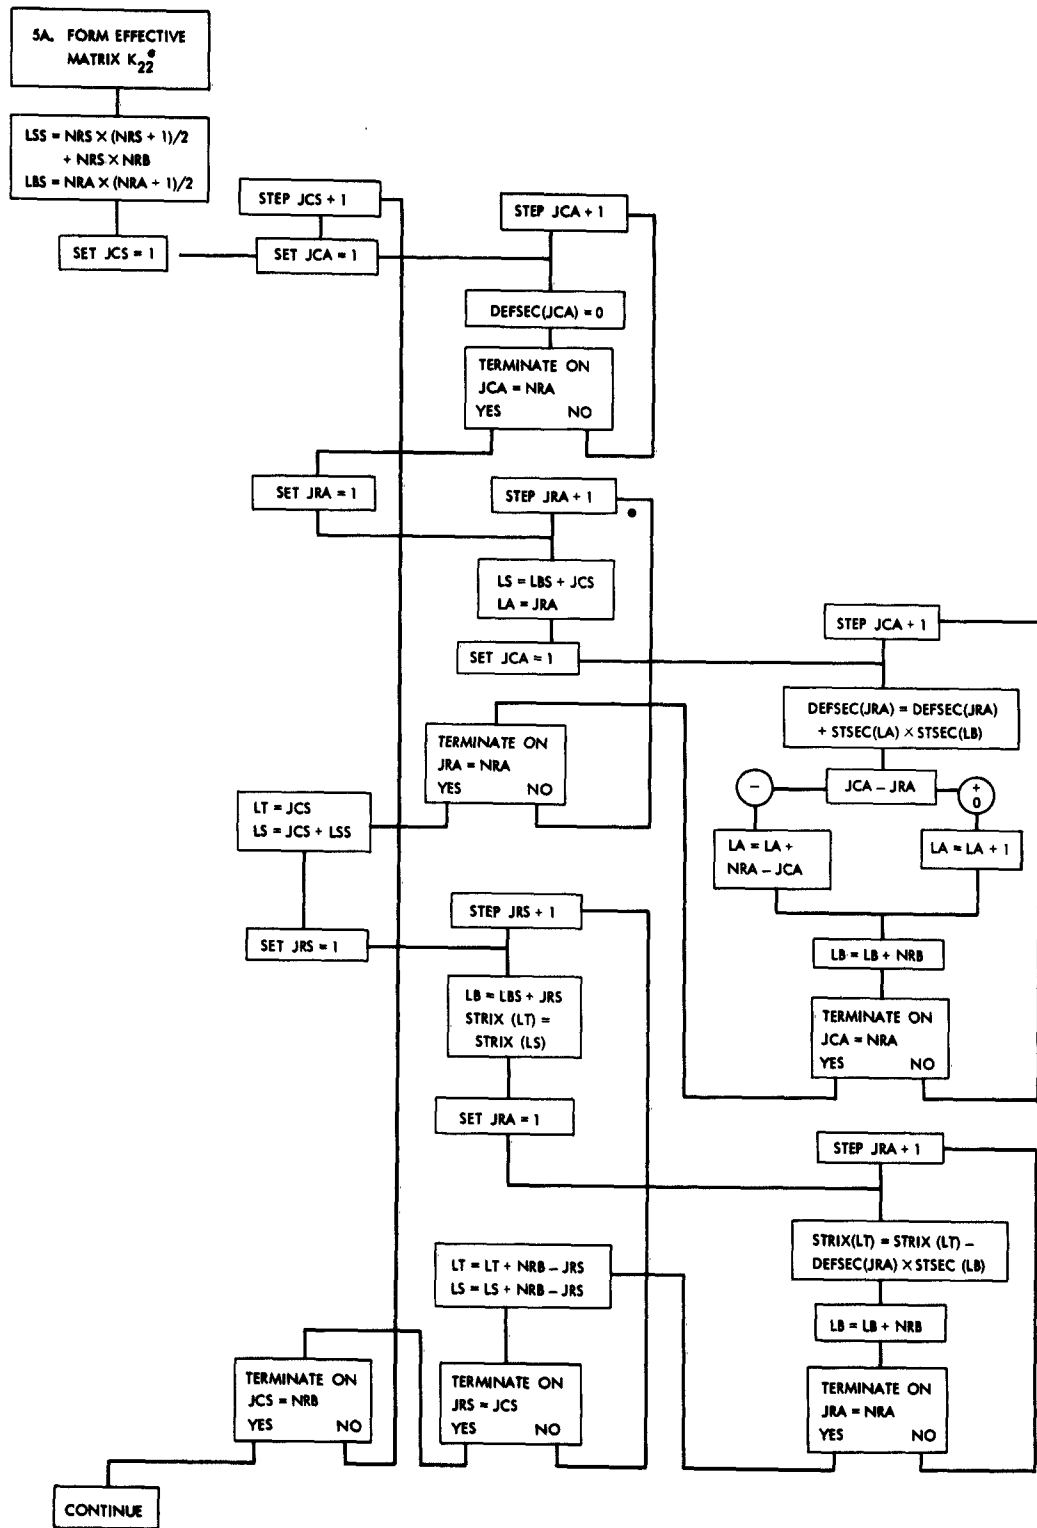 5A. FORM EFFECTIVE
MATRIX K22*
LSS = NRS × (NRS + 1)/2
+ NRS × NRB
LBS = NRA × (NRA + 1)/2
SET JCS = 1
STEP JCS + 1
SET JCA = 1
STEP JCA + 1
DEFSEC(JCA) = 0
TERMINATE ON
JCA = NRA
YES NO
SET JRA = 1
STEP JRA + 1
LS = LBS + JCS
LA = JRA
SET JCA = 1
STEP JCA + 1
DEFSEC(JRA) = DEFSEC(JRA)
+ STSEC(LA) × STSEC(LB)
JCA – JRA
–
+
0
LA = LA +
NRA – JCA
LA = LA + 1
LB = LB + NRB
TERMINATE ON
JCA = NRA
YES NO
TERMINATE ON
JRA = NRA
YES NO
LT = JCS
LS = JCS + LSS
SET JRS = 1
STEP JRS + 1
LB = LBS + JRS
STRIX (LT) =
STRIX (LS)
SET JRA = 1
STEP JRA + 1
STRIX(LT) = STRIX (LT) –
DEFSEC(JRA) × STSEC (LB)
LB = LB + NRB
TERMINATE ON
JRA = NRA
YES NO
LT = LT + NRB – JRS
LS = LS + NRB – JRS
TERMINATE ON
JRS = JCS
YES NO
TERMINATE ON
JCS = NRB
YES NO
CONTINUE